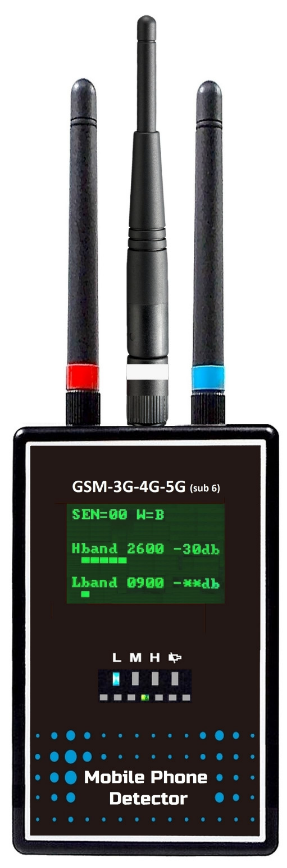 GSM-3G-4G-5G (sub 6)
SEN=00 W=B
Hband 2600 -30db
Lband 0900 -**db
L M H
Mobile Phone
Detector